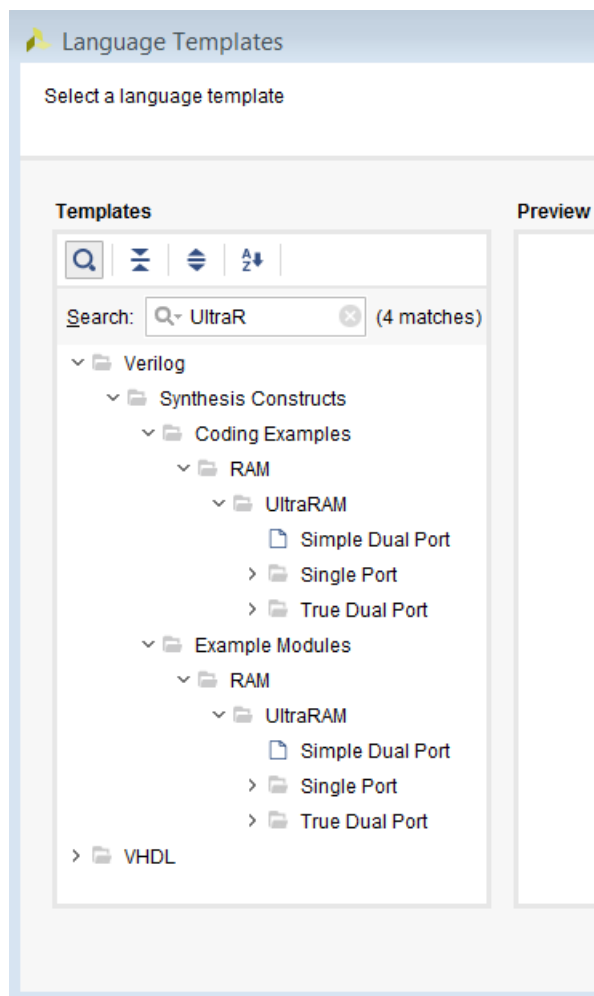 Language Templates
Select a language template
Templates
Preview
A
Z
Search: UltraR (4 matches)
Verilog
Synthesis Constructs
Coding Examples
RAM
UltraRAM
Simple Dual Port
Single Port
True Dual Port
Example Modules
RAM
UltraRAM
Simple Dual Port
Single Port
True Dual Port
VHDL